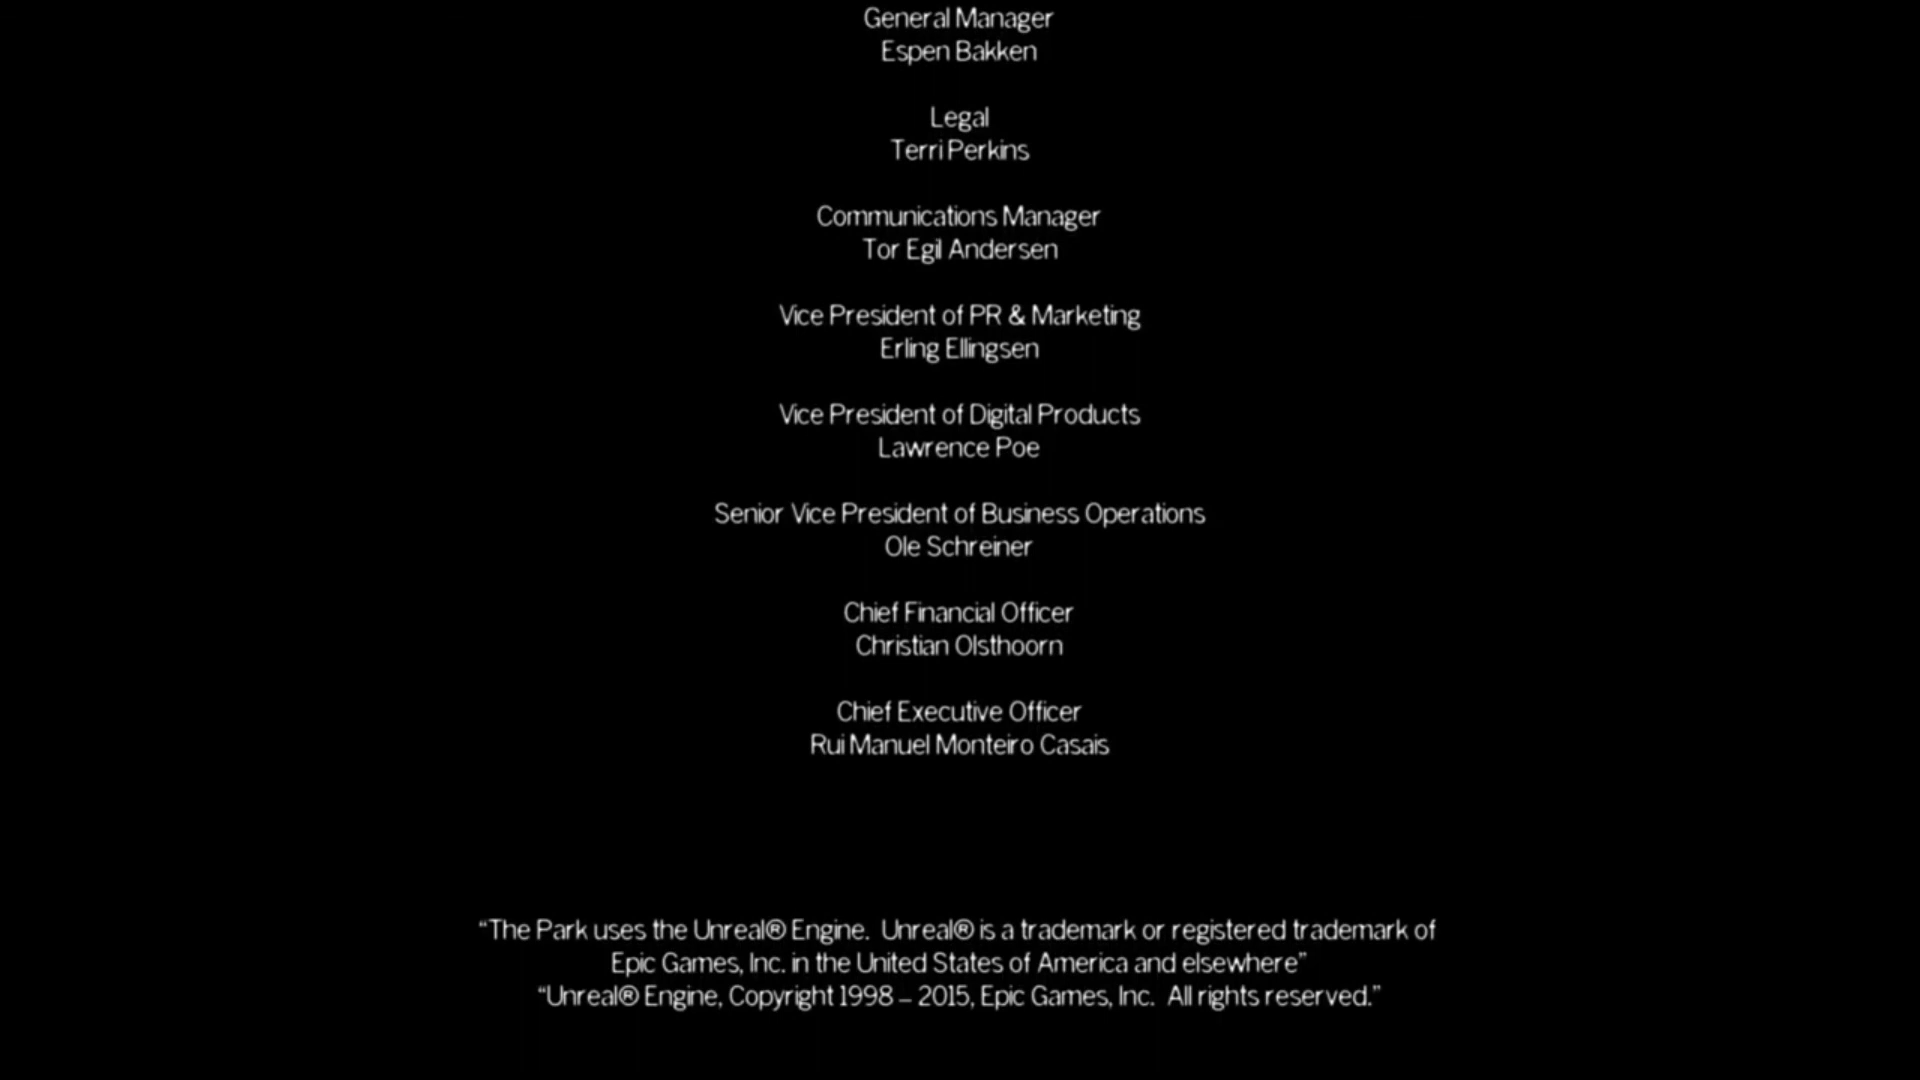 General Manager
Espen Bakken
Legal
Terri Perkins
Communications Manager
Tor Egil Andersen
Vice President of PR & Marketing
Erling Ellingsen
Vice President of Digital Products
Lawrence Poe
Senior Vice President of Business Operations
Ole Schreiner
Chief Financial Officer
Christian Olsthoorn
Chief Executive Officer
Rui Manuel Monteiro Casais
“The Park uses the Unreal® Engine.  Unreal® is a trademark or registered trademark of
Epic Games, Inc. in the United States of America and elsewhere”
“Unreal® Engine, Copyright 1998 – 2015, Epic Games, Inc.  All rights reserved.”